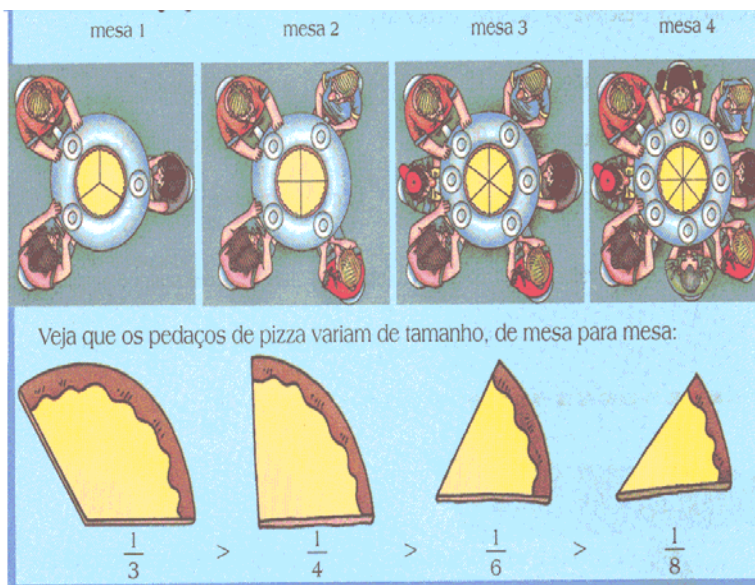 mesa 1 mesa 2 mesa 3 mesa 4
Veja que os pedaços de pizza variam de tamanho, de mesa para mesa:
1/3 > 1/4 > 1/6 > 1/8